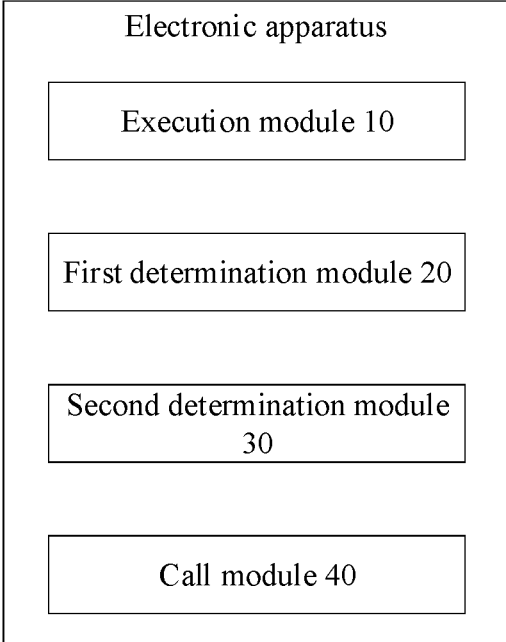 Electronic apparatus
Execution module 10
First determination module 20
Second determination module
30
Call module 40